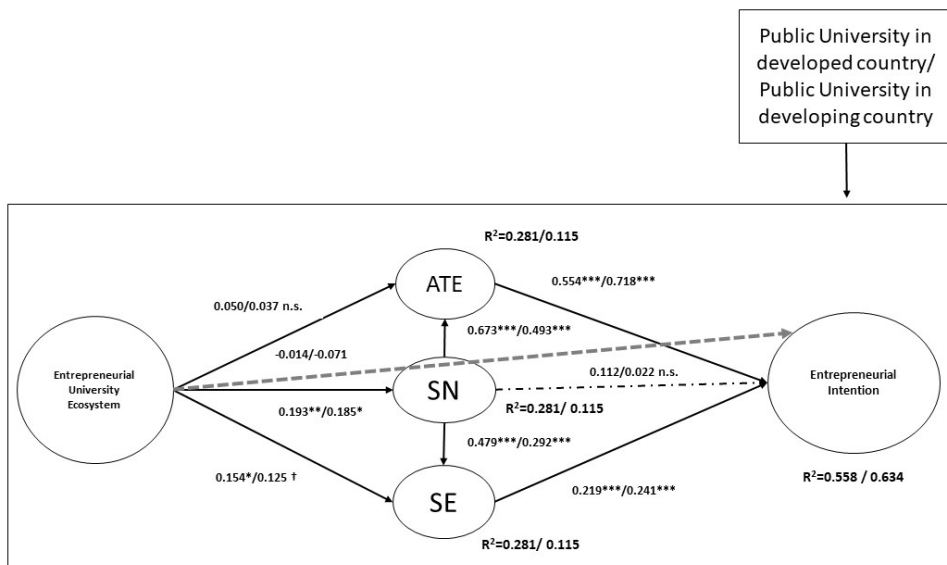 Public University in
developed country/
Public University in
developing country
R²=0.281/0.115
ATE
0.554***/0.718***
0.050/0.037 n.s.
0.673***/0.493***
-0.014/-0.071
Entrepreneurial
University
Ecosystem
SN
0.112/0.022 n.s.
Entrepreneurial
Intention
0.193**/0.185*
R²=0.281/ 0.115
0.479***/0.292***
0.154*/0.125 †
SE
0.219***/0.241***
R²=0.558 / 0.634
R²=0.281/ 0.115